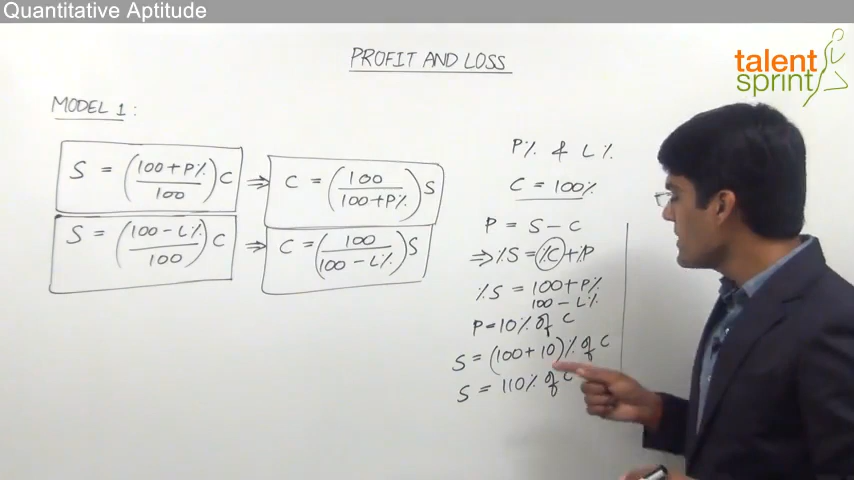 Quantitative Aptitude
talent
sprint
PROFIT AND LOSS
MODEL 1 :
S = (100 + P% / 100) C ⇒ C = (100 / 100 + P%) S
S = (100 - L% / 100) C ⇒ C = (100 / 100 - L%) S
P% & L%
C = 100%
P = S - C
⇒ %S = %C + %P
%S = 100 + P%
100 - L%
P = 10% of C
S = (100 + 10)% of C
S = 110% of C